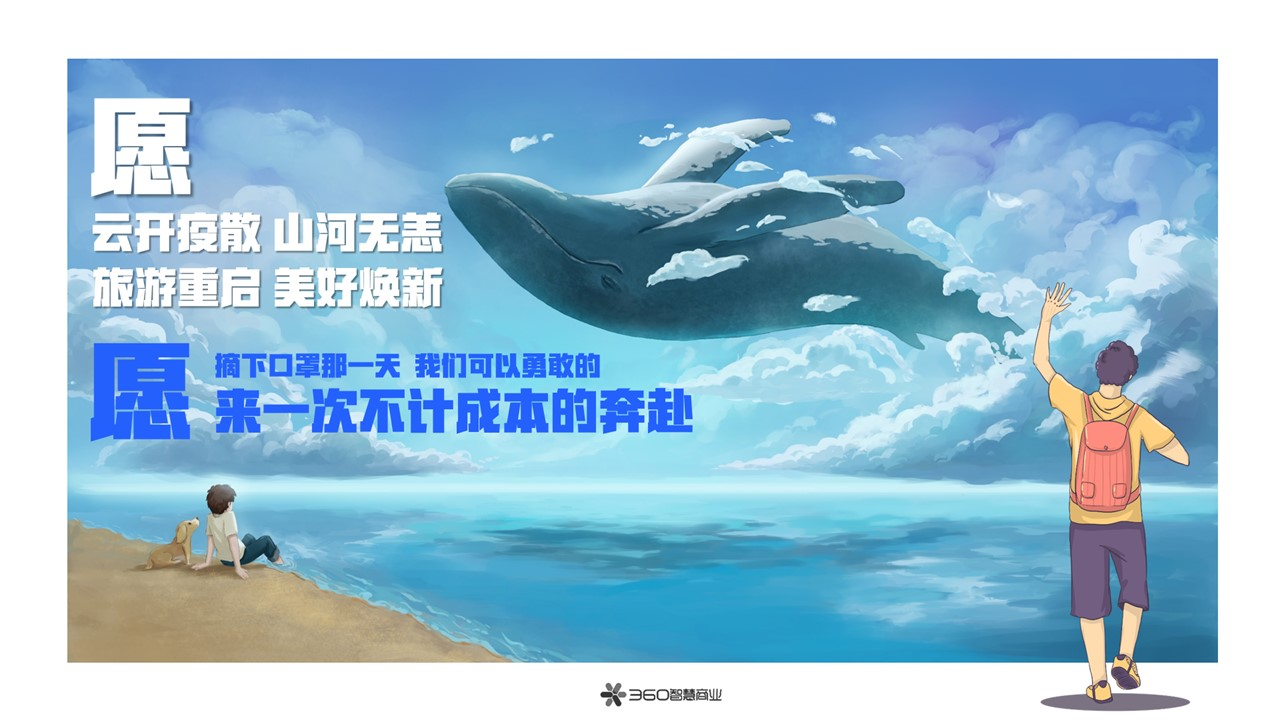 愿
云开疫散 山河无恙
旅游重启 美好焕新
愿
摘下口罩那一天 我们可以勇敢的
来一次不计成本的奔赴
360智慧商业